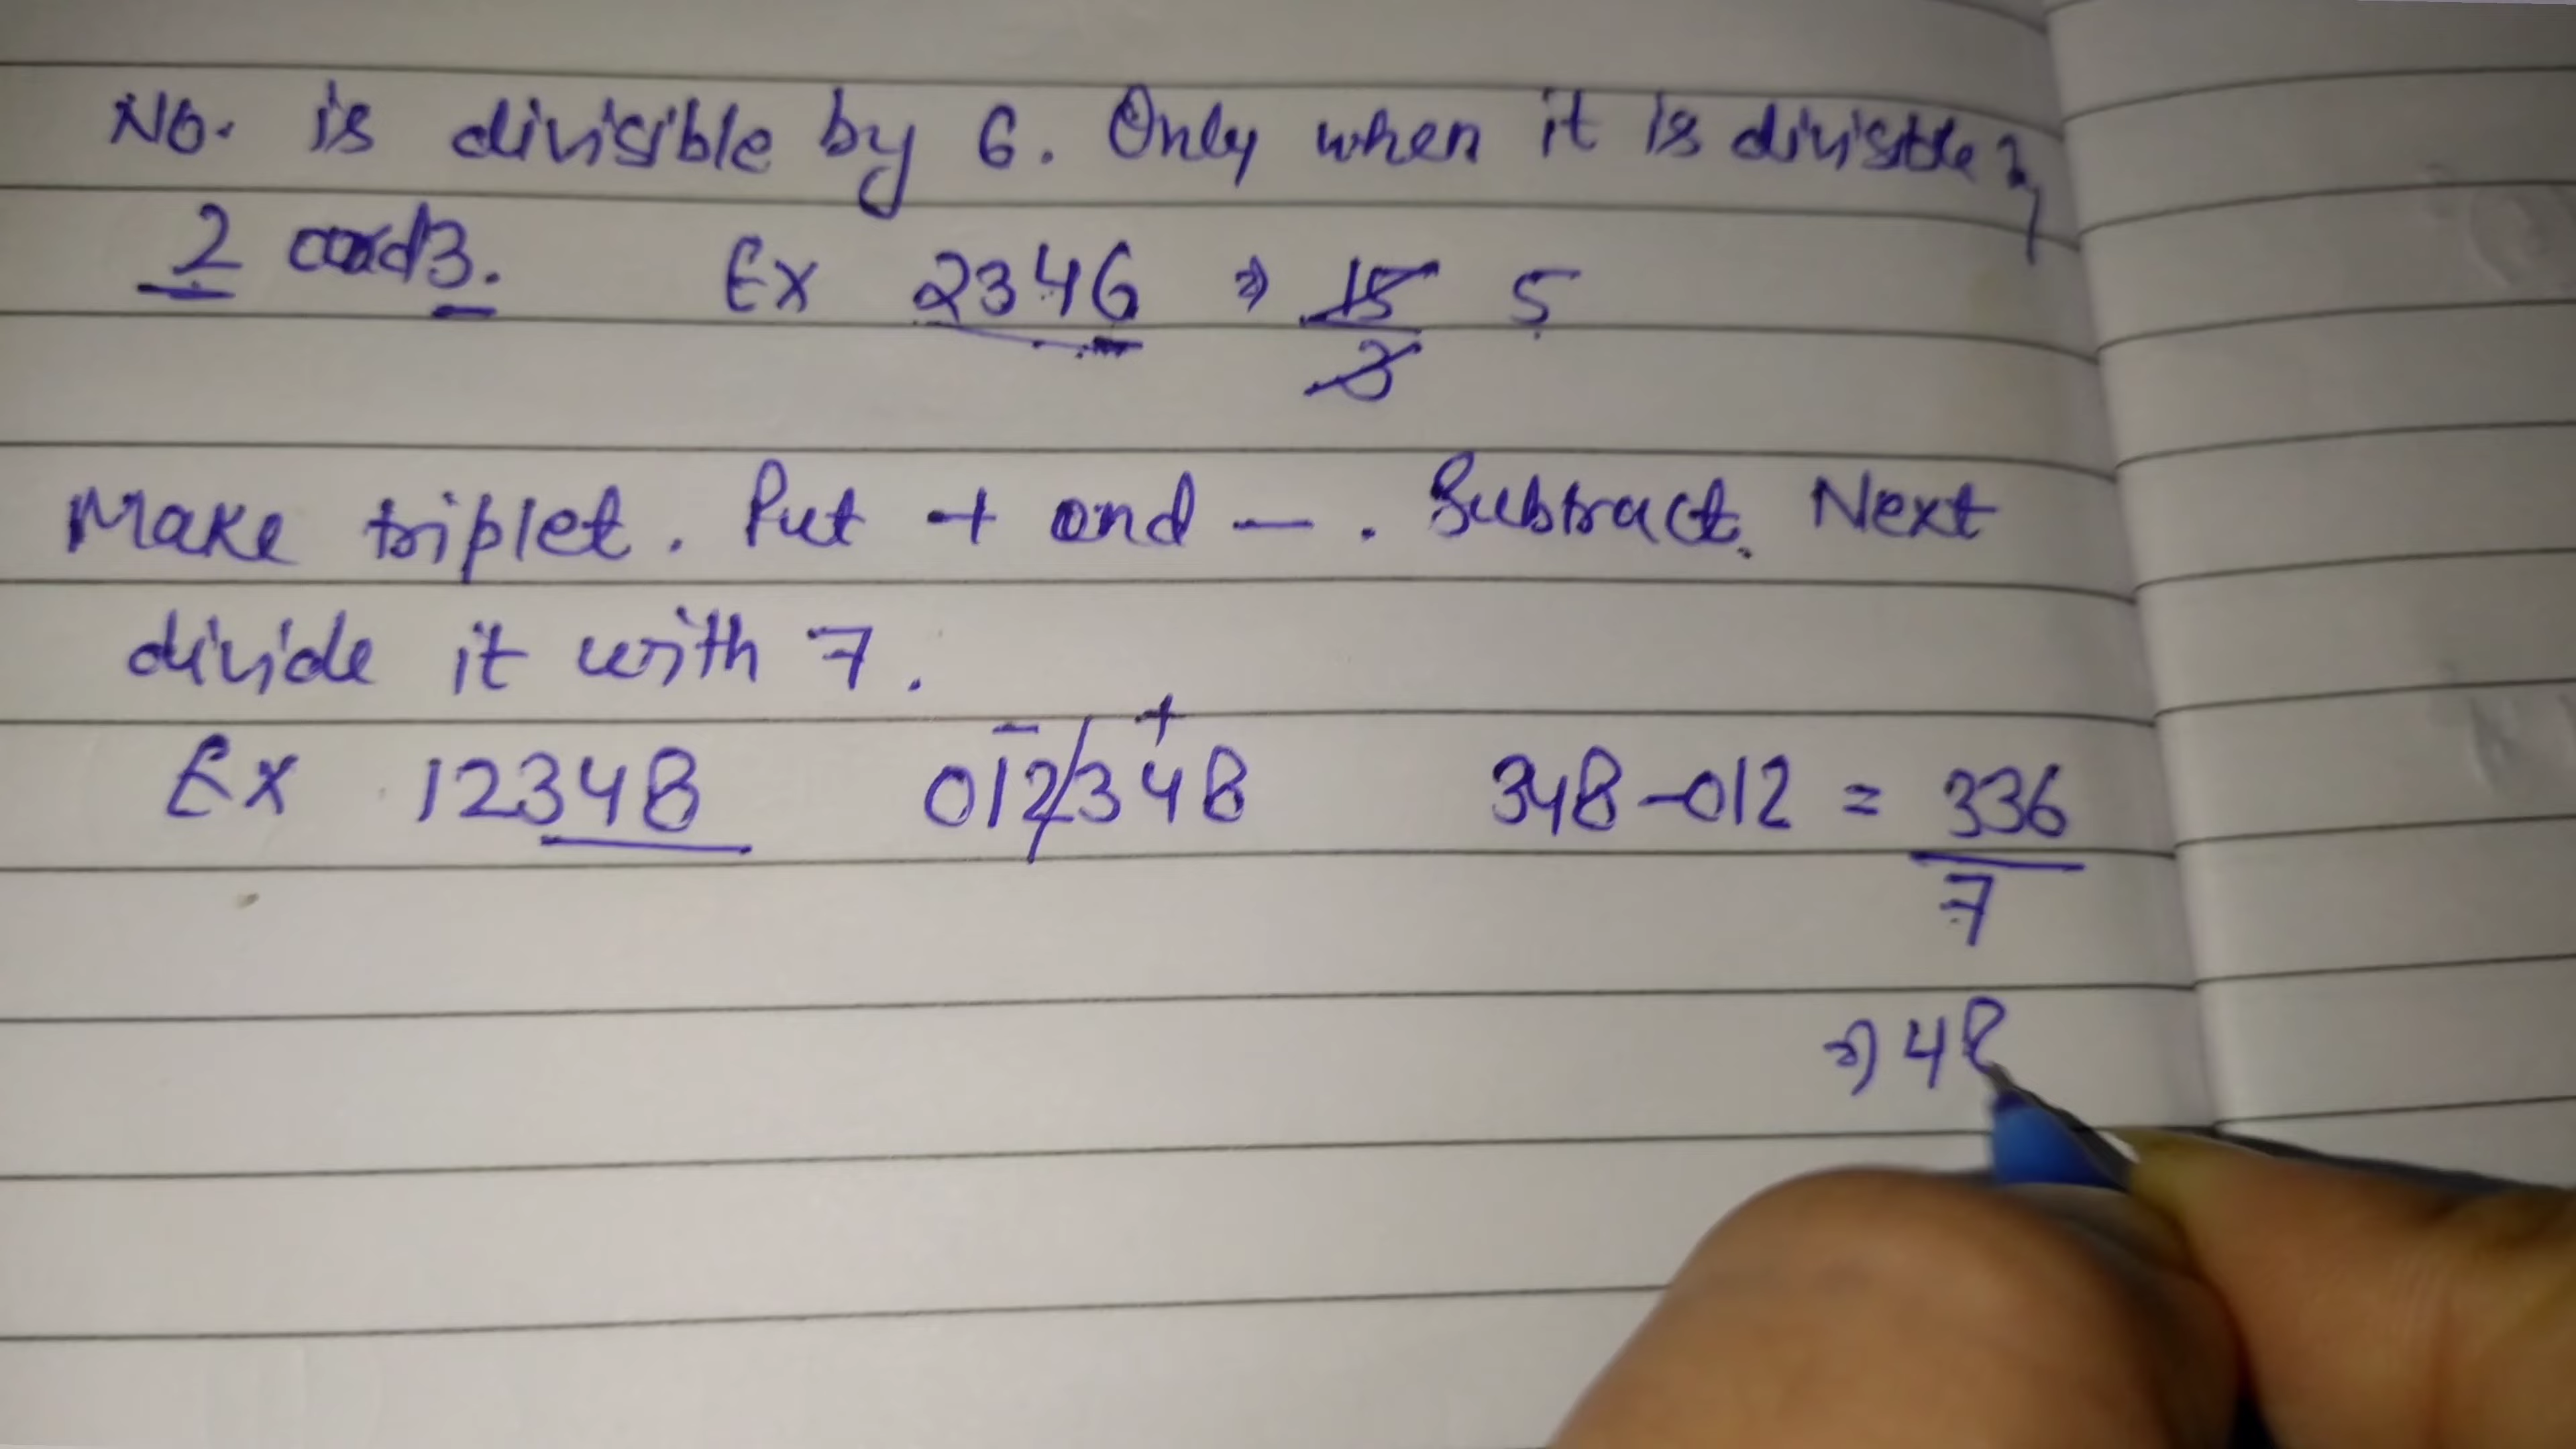 No. is divisible by 6. Only when it is divisible by
2 and 3. Ex 2346 ⇒ 15/3 5
Make triplet. Put + and - . Subtract. Next
divide it with 7.
- +
Ex 12348 012/348 348-012 = 336/7
⇒ 48